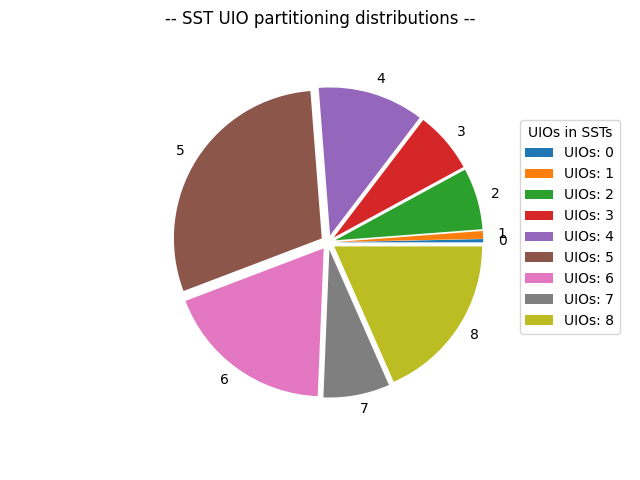 -- SST UIO partitioning distributions --
4
3
5
2
1
0
8
6
7
UIOs in SSTs
UIOs: 0
UIOs: 1
UIOs: 2
UIOs: 3
UIOs: 4
UIOs: 5
UIOs: 6
UIOs: 7
UIOs: 8